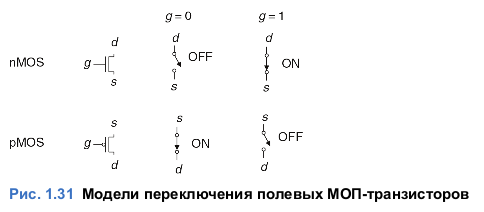 g = 0 g = 1
d d d
nMOS g OFF ON
s s s
s s s
pMOS g ON OFF
d d d
Рис. 1.31 Модели переключения полевых МОП-транзисторов